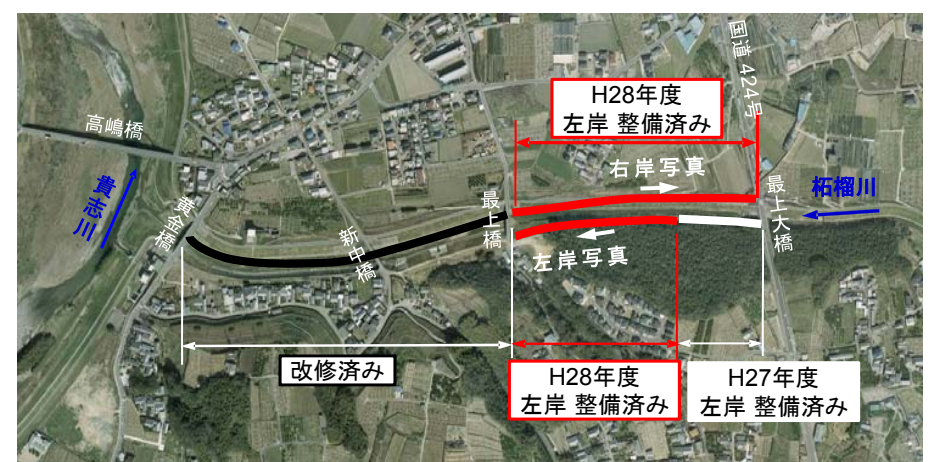 国道 424号
H28年度
左岸 整備済み
高嶋橋
右岸写真
貴志川
黄金橋
新中橋
最上橋
最上大橋
柘榴川
左岸写真
改修済み
H28年度
左岸 整備済み
H27年度
左岸 整備済み